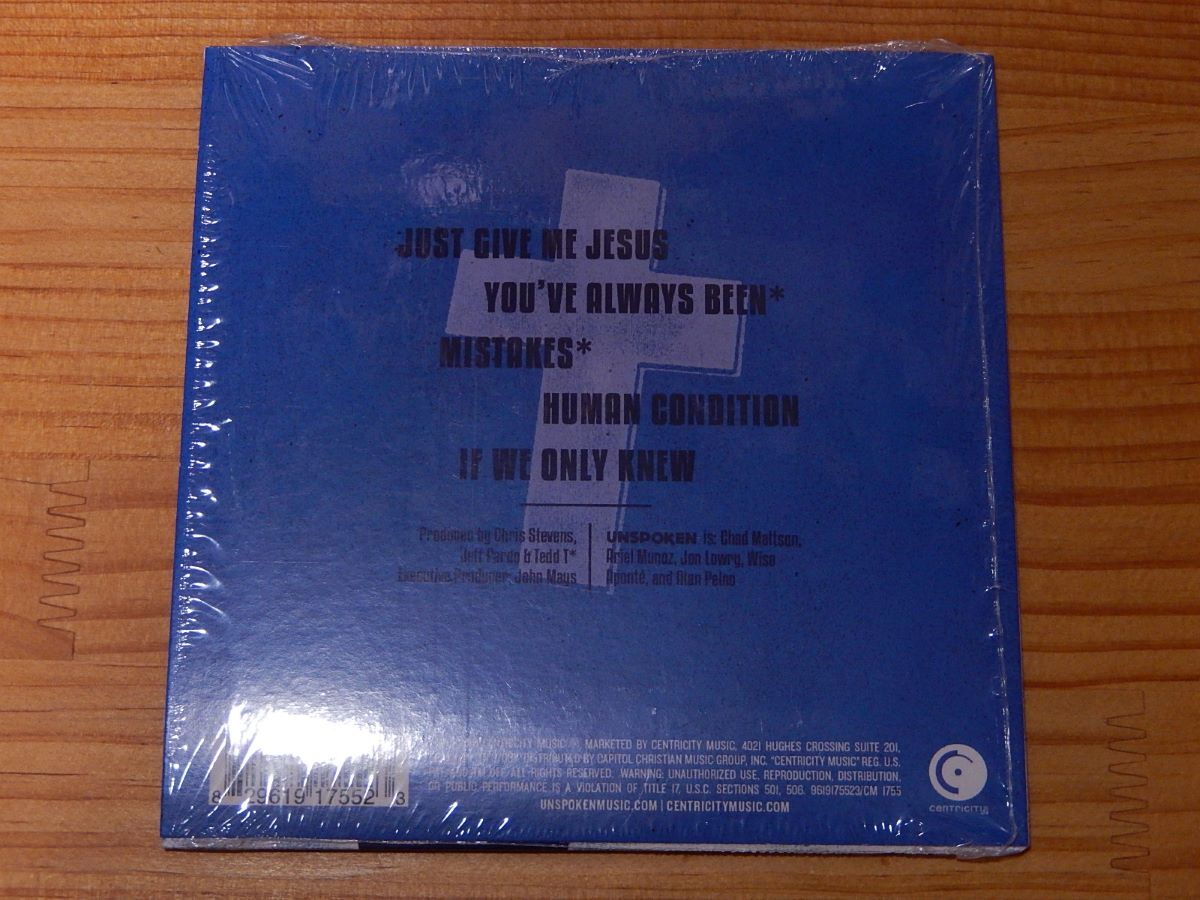 JUST GIVE ME JESUS
YOU'VE ALWAYS BEEN*
MISTAKES*
HUMAN CONDITION
IF WE ONLY KNEW
Produced by Chris Stevens,
Jeff Pardo & Tedd T*
Executive Producer: John Mays
UNSPOKEN is: Chad Mattson,
Ariel Munoz, Jon Lowry, Wise
Aponté, and Alan Peino
CENTRICITY MUSIC MARKETED BY CENTRICITY MUSIC, 4021 HUGHES CROSSING SUITE 201,
DISTRIBUTED BY CAPITOL CHRISTIAN MUSIC GROUP, INC. "CENTRICITY MUSIC" REG. U.S.
ALL RIGHTS RESERVED. WARNING: UNAUTHORIZED USE, REPRODUCTION, DISTRIBUTION,
OR PUBLIC PERFORMANCE IS A VIOLATION OF TITLE 17, U.S.C. SECTIONS 501, 506. 9619175523/CM 1755
UNSPOKENMUSIC.COM | CENTRICITYMUSIC.COM
8 29619 17552 3
CENTRICITY